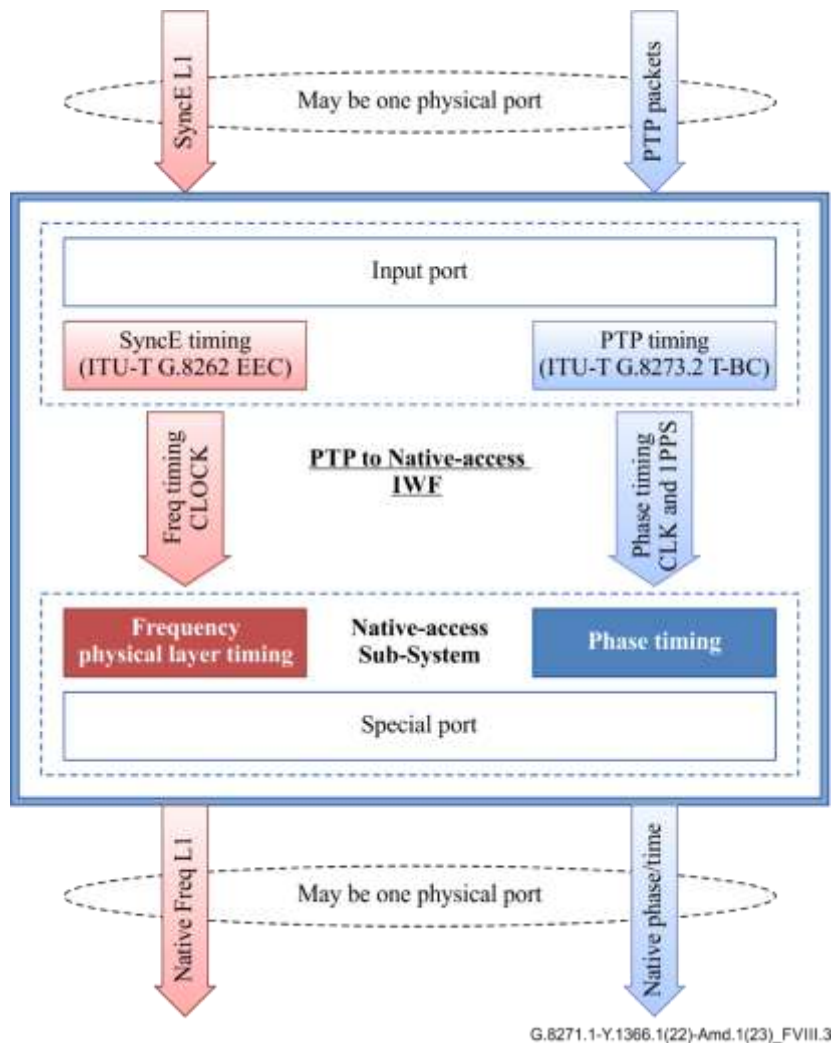 SyncE L1
May be one physical port
PTP packets
Input port
SyncE timing
(ITU-T G.8262 EEC)
PTP timing
(ITU-T G.8273.2 T-BC)
Freq timing
CLOCK
PTP to Native-access
IWF
Phase timing
CLK and 1PPS
Frequency
physical layer timing
Native-access
Sub-System
Phase timing
Special port
Native Freq L1
May be one physical port
Native phase/time
G.8271.1-Y.1366.1(22)-Amd.1(23)_FVIII.3